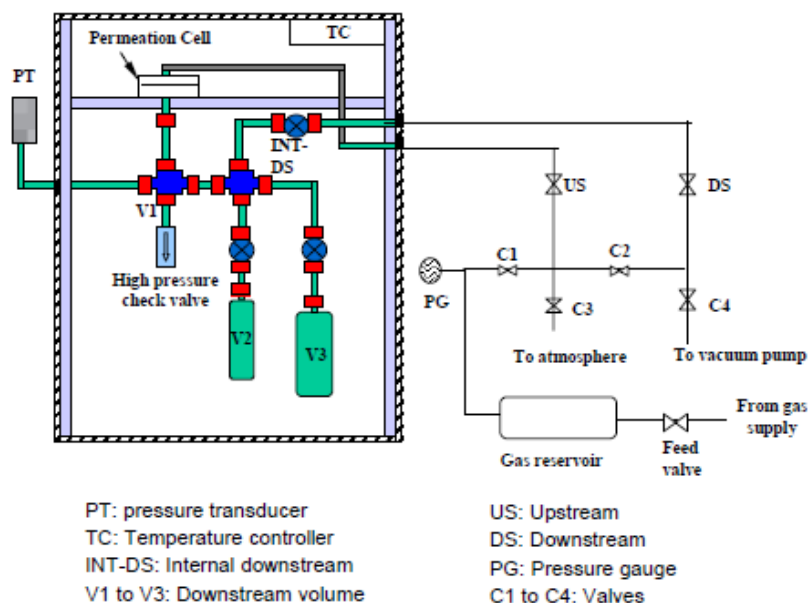 TC
Permeation Cell
PT
INT-
DS
US
DS
V1
C1
C2
High pressure
check valve
PG
C3
C4
V2
V3
To atmosphere
To vacuum pump
From gas
supply
Gas reservoir
Feed
valve
PT: pressure transducer
TC: Temperature controller
INT-DS: Internal downstream
V1 to V3: Downstream volume
US: Upstream
DS: Downstream
PG: Pressure gauge
C1 to C4: Valves